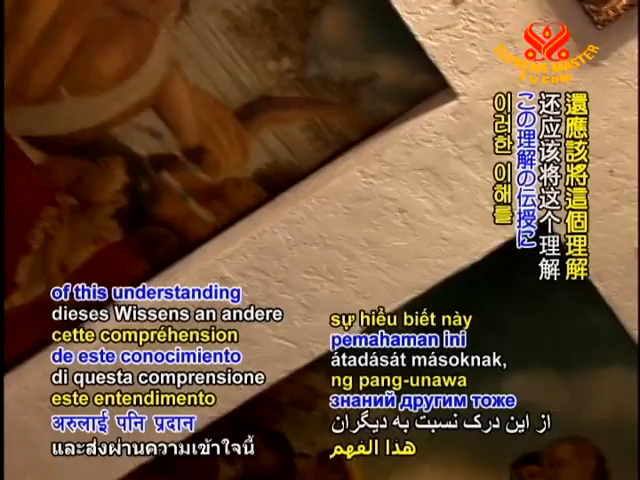 SUPREME MASTER
TV.COM
還應該將這個理解
还应该将这个理解
この理解の伝授に
이러한 이해를
of this understanding
dieses Wissens an andere
cette compréhension
de este conocimiento
di questa comprensione
este entendimento
अरुलाई पनि प्रदान
และส่งผ่านความเข้าใจนี้
sự hiểu biết này
pemahaman ini
átadását másoknak,
ng pang-unawa
знаний другим тоже
از این درک نسبت به دیگران
هذا الفهم